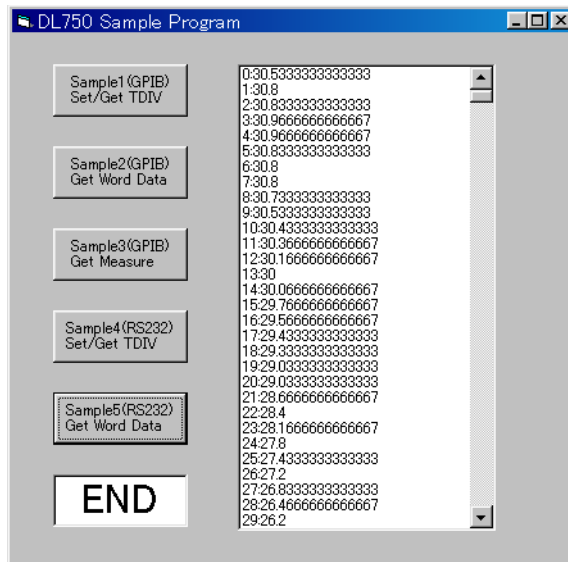 DL750 Sample Program
Sample1(GPIB)
Set/Get TDIV
Sample2(GPIB)
Get Word Data
Sample3(GPIB)
Get Measure
Sample4(RS232)
Set/Get TDIV
Sample5(RS232)
Get Word Data
END
0:30.5333333333333
1:30.8
2:30.8333333333333
3:30.9666666666667
4:30.9666666666667
5:30.8333333333333
6:30.8
7:30.8
8:30.7333333333333
9:30.5333333333333
10:30.4333333333333
11:30.3666666666667
12:30.1666666666667
13:30
14:30.0666666666667
15:29.7666666666667
16:29.5666666666667
17:29.4333333333333
18:29.3333333333333
19:29.0333333333333
20:29.0333333333333
21:28.6666666666667
22:28.4
23:28.1666666666667
24:27.8
25:27.4333333333333
26:27.2
27:26.8333333333333
28:26.4666666666667
29:26.2